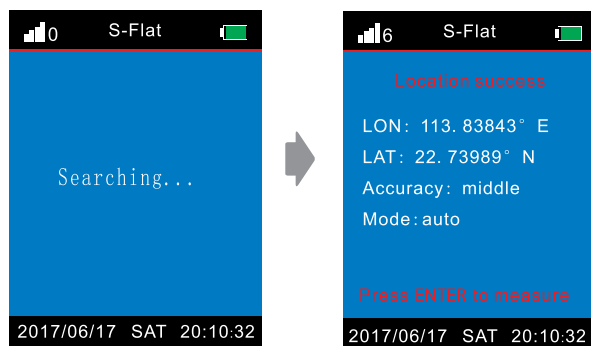 0 S-Flat
Searching...
2017/06/17 SAT 20:10:32
6 S-Flat
Location success
LON: 113.83843° E
LAT: 22.73989° N
Accuracy: middle
Mode:auto
Press ENTER to measure
2017/06/17 SAT 20:10:32